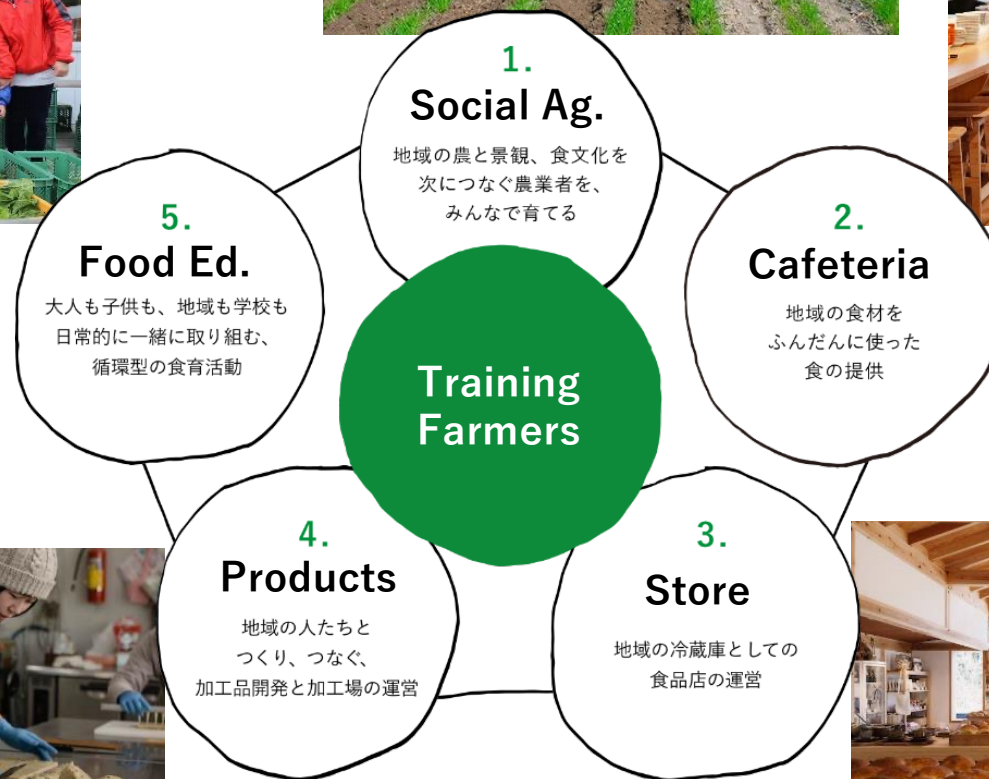 1.
Social Ag.
地域の農と景観、食文化を
次につなぐ農業者を、
みんなで育てる
2.
Cafeteria
地域の食材を
ふんだんに使った
食の提供
3.
Store
地域の冷蔵庫としての
食品店の運営
4.
Products
地域の人たちと
つくり、つなぐ、
加工品開発と加工場の運営
5.
Food Ed.
大人も子供も、地域も学校も
日常的に一緒に取り組む、
循環型の食育活動
Training
Farmers